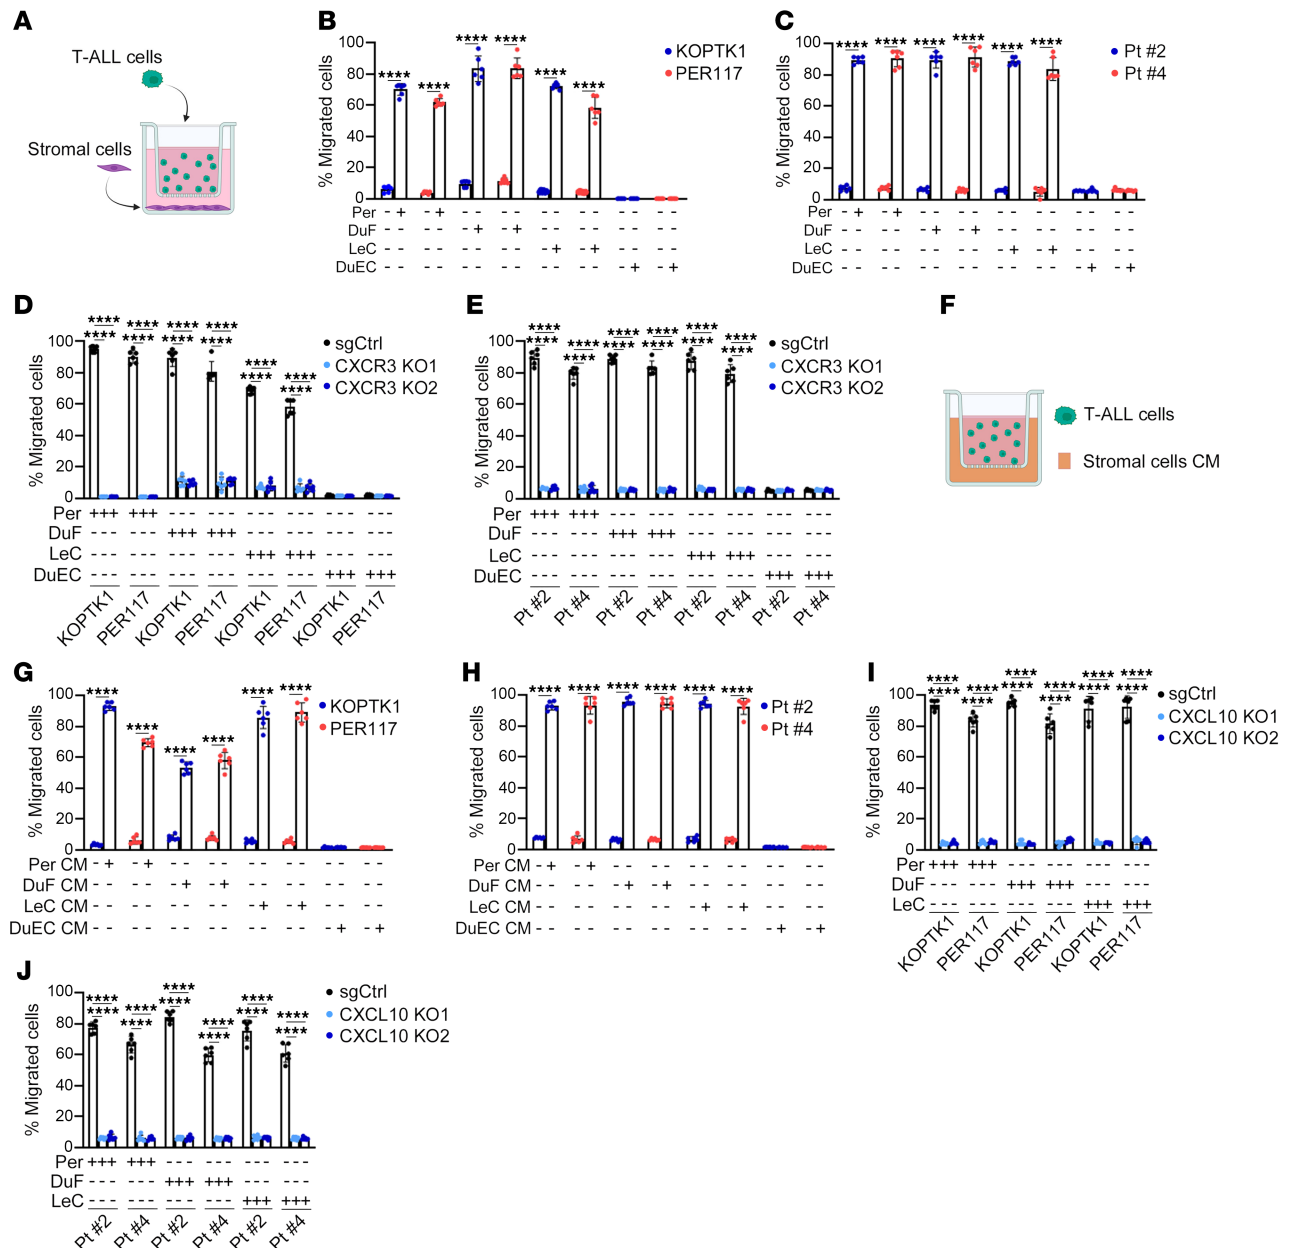 A
T-ALL cells
Stromal cells
B
**** **** **** **** **** ****
KOPTK1
PER117
% Migrated cells
100
80
60
40
20
0
Per - + - + - - - - - - - - - - - -
DuF - - - - - + - + - - - - - - - -
LeC - - - - - - - - - + - + - - - -
DuEC - - - - - - - - - - - - - + - +
C
**** **** **** **** **** ****
Pt #2
Pt #4
% Migrated cells
100
80
60
40
20
0
Per - + - + - - - - - - - - - - - -
DuF - - - - - + - + - - - - - - - -
LeC - - - - - - - - - + - + - - - -
DuEC - - - - - - - - - - - - - + - +
D
**** **** **** **** **** ****
**** **** **** **** **** ****
sgCtrl
CXCR3 KO1
CXCR3 KO2
% Migrated cells
100
80
60
40
20
0
Per +++ +++ --- --- --- --- --- ---
DuF --- --- +++ +++ --- --- --- ---
LeC --- --- --- --- +++ +++ --- ---
DuEC --- --- --- --- --- --- +++ +++
KOPTK1 PER117 KOPTK1 PER117 KOPTK1 PER117 KOPTK1 PER117
E
**** **** **** **** **** ****
**** **** **** **** **** ****
sgCtrl
CXCR3 KO1
CXCR3 KO2
% Migrated cells
100
80
60
40
20
0
Per +++ +++ --- --- --- --- --- ---
DuF --- --- +++ +++ --- --- --- ---
LeC --- --- --- --- +++ +++ --- ---
DuEC --- --- --- --- --- --- +++ +++
Pt #2 Pt #4 Pt #2 Pt #4 Pt #2 Pt #4 Pt #2 Pt #4
F
T-ALL cells
Stromal cells CM
G
**** **** **** **** **** ****
KOPTK1
PER117
% Migrated cells
100
80
60
40
20
0
Per CM - + - + - - - - - - - - - - - -
DuF CM - - - - - + - + - - - - - - - -
LeC CM - - - - - - - - - + - + - - - -
DuEC CM - - - - - - - - - - - - - + - +
H
**** **** **** **** **** ****
Pt #2
Pt #4
% Migrated cells
100
80
60
40
20
0
Per CM - + - + - - - - - - - - - - - -
DuF CM - - - - - + - + - - - - - - - -
LeC CM - - - - - - - - - + - + - - - -
DuEC CM - - - - - - - - - - - - - + - +
I
**** **** **** **** **** ****
**** **** **** **** **** ****
sgCtrl
CXCL10 KO1
CXCL10 KO2
% Migrated cells
100
80
60
40
20
0
Per +++ +++ --- --- --- ---
DuF --- --- +++ +++ --- ---
LeC --- --- --- --- +++ +++
KOPTK1 PER117 KOPTK1 PER117 KOPTK1 PER117
J
**** **** **** **** **** ****
**** **** **** **** **** ****
sgCtrl
CXCL10 KO1
CXCL10 KO2
% Migrated cells
100
80
60
40
20
0
Per +++ +++ --- --- --- ---
DuF --- --- +++ +++ --- ---
LeC --- --- --- --- +++ +++
Pt #2 Pt #4 Pt #2 Pt #4 Pt #2 Pt #4